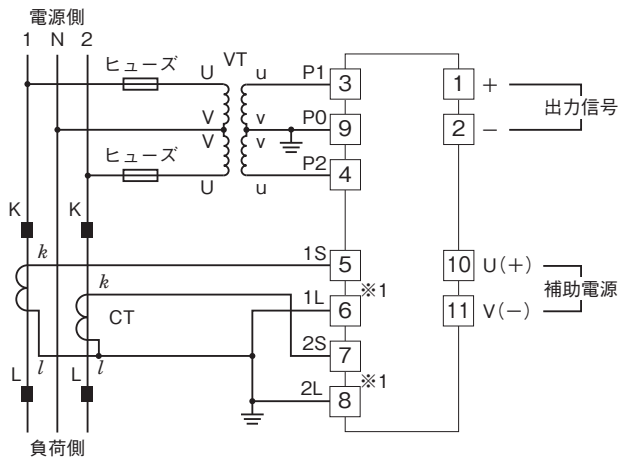 電源側
1 N 2
ヒューズ VT
U u P1 3 1 +
出力信号
V v P0 9 2 −
V v
ヒューズ
U u P2 4
K K
k 1S 5 10 U(+)
※1
補助電源
k 1L 6 11 V(−)
CT
2S 7
l l
※1
L L 2L 8
負荷側